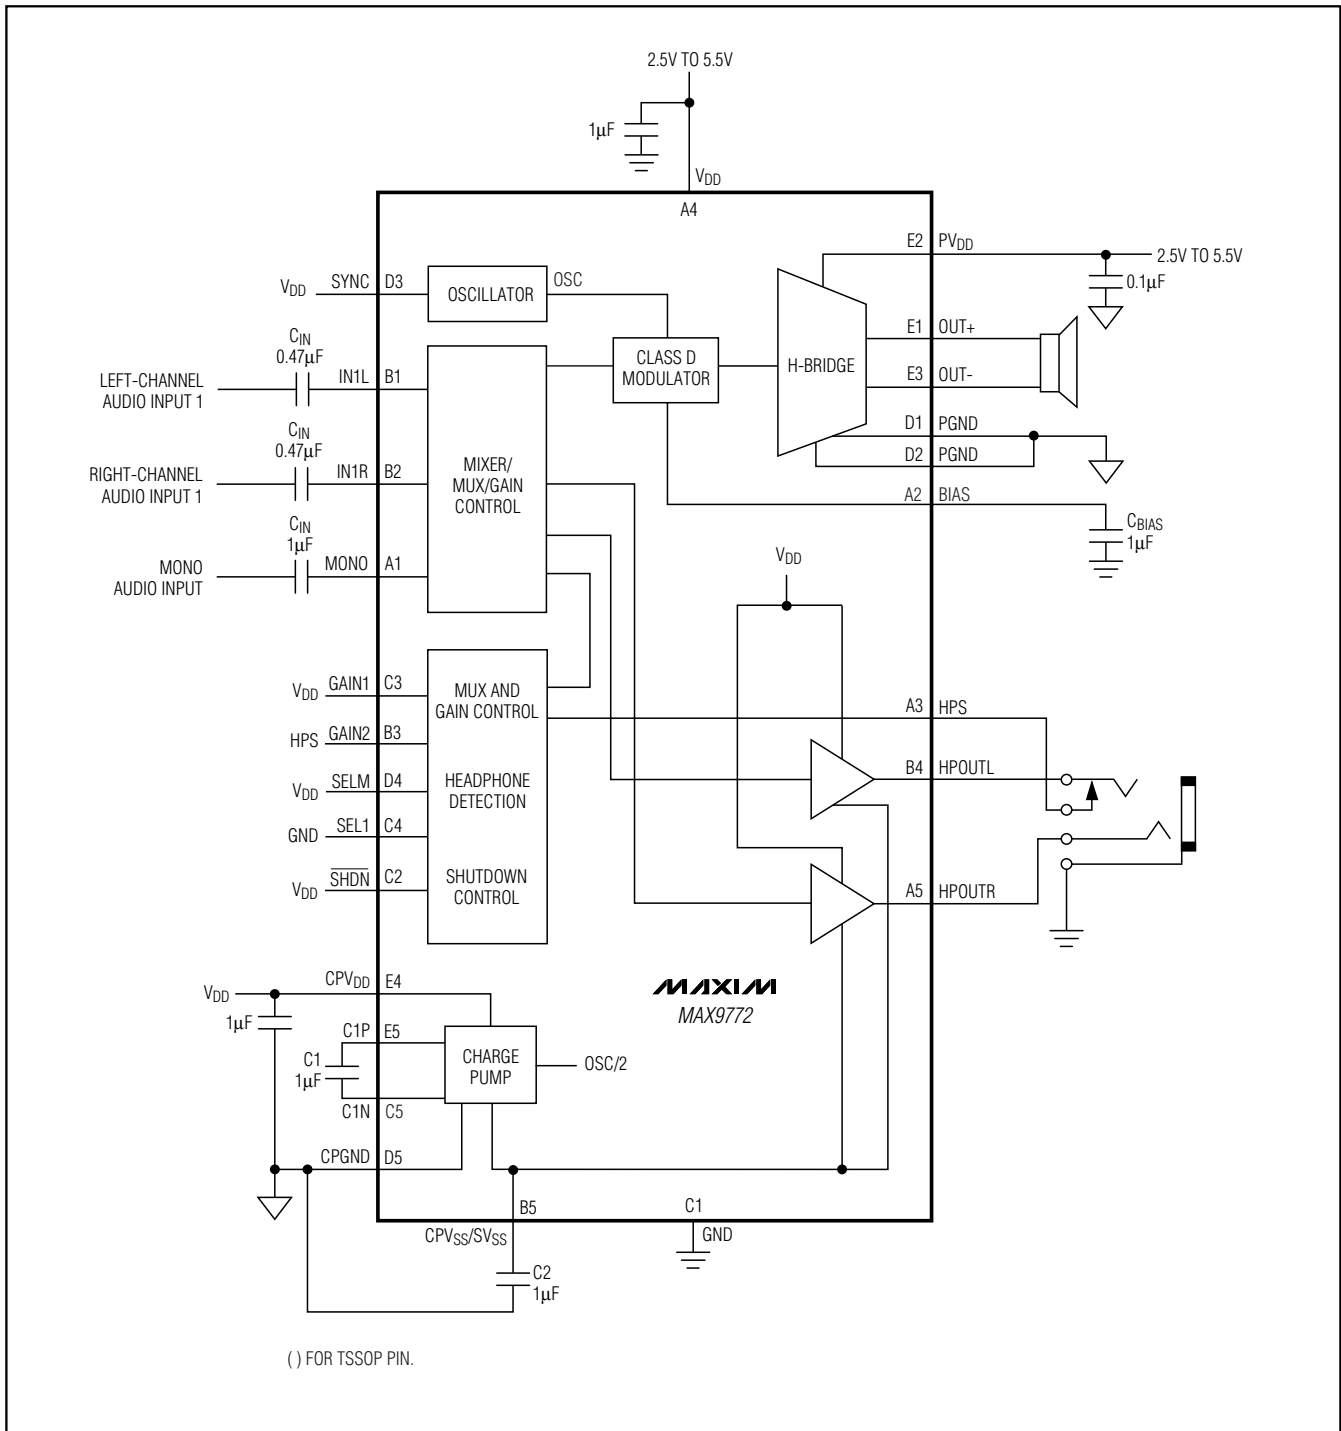 2.5V TO 5.5V
1µF
VDD
A4
E2 PVDD
2.5V TO 5.5V
0.1µF
VDD SYNC D3
OSCILLATOR
OSC
CIN
0.47µF
LEFT-CHANNEL
AUDIO INPUT 1
IN1L B1
CLASS D
MODULATOR
H-BRIDGE
E1 OUT+
E3 OUT-
D1 PGND
D2 PGND
CIN
0.47µF
RIGHT-CHANNEL
AUDIO INPUT 1
IN1R B2
MIXER/
MUX/GAIN
CONTROL
A2 BIAS
CBIAS
1µF
CIN
1µF
MONO
AUDIO INPUT
MONO A1
VDD
VDD GAIN1 C3
MUX AND
GAIN CONTROL
A3 HPS
HPS GAIN2 B3
VDD SELM D4
HEADPHONE
DETECTION
B4 HPOUTL
GND SEL1 C4
VDD SHDN C2
SHUTDOWN
CONTROL
A5 HPOUTR
VDD
CPVDD E4
1µF
MAXIM
MAX9772
C1P E5
C1
1µF
CHARGE
PUMP
OSC/2
C1N C5
CPGND D5
B5
CPVSS/SVSS
C1
GND
C2
1µF
( ) FOR TSSOP PIN.